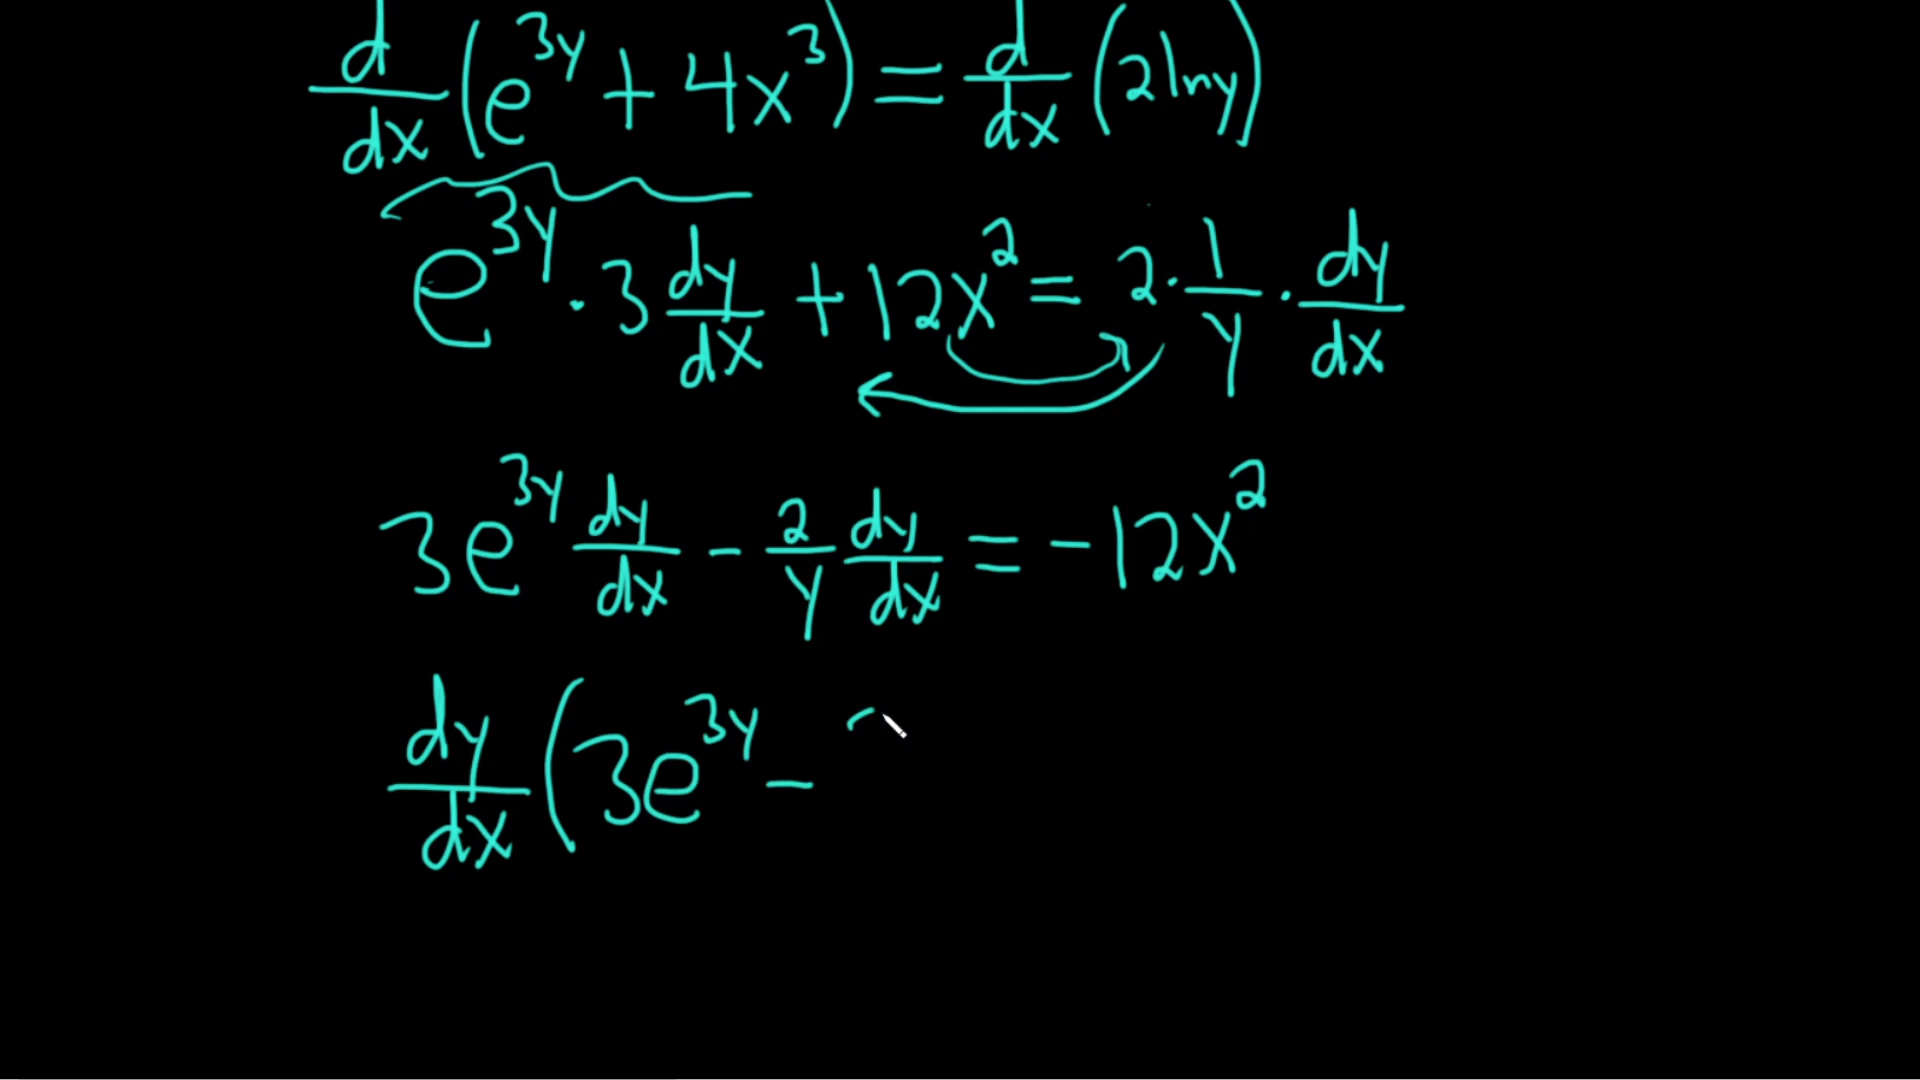 d/dx (e^{3y} + 4x^3) = d/dx (2lny)
e^{3y} · 3 dy/dx + 12x^2 = 2 · 1/y · dy/dx
3e^{3y} dy/dx - 2/y dy/dx = -12x^2
dy/dx (3e^{3y} -